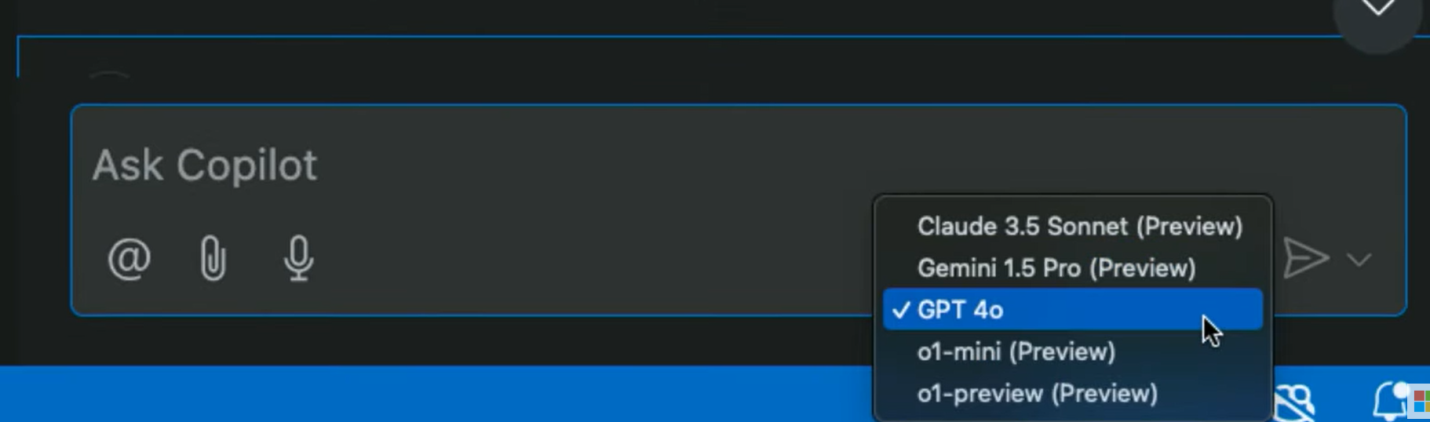 Ask Copilot
Claude 3.5 Sonnet (Preview)
Gemini 1.5 Pro (Preview)
GPT 4o
o1-mini (Preview)
o1-preview (Preview)